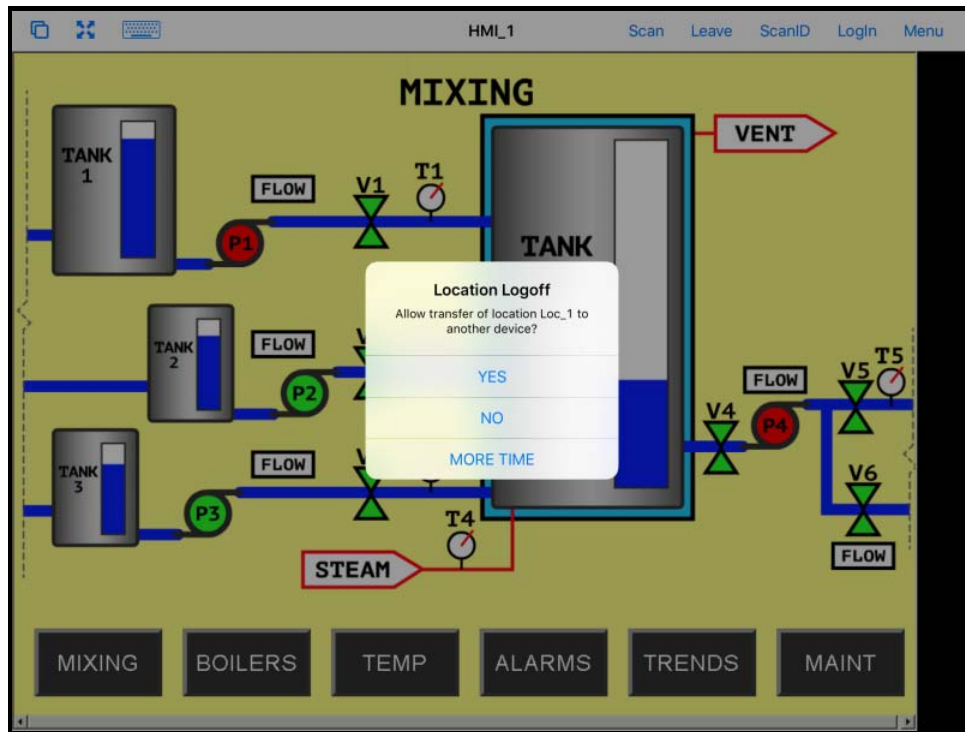 HMI_1
Scan
Leave
ScanID
LogIn
Menu
MIXING
VENT
TANK
1
FLOW
V1
T1
P1
TANK
Location Logoff
Allow transfer of location Loc_1 to
another device?
YES
NO
MORE TIME
TANK
2
FLOW
P2
V
TANK
3
FLOW
P3
V
FLOW
V4
P4
V5
T5
V6
FLOW
T4
STEAM
MIXING
BOILERS
TEMP
ALARMS
TRENDS
MAINT